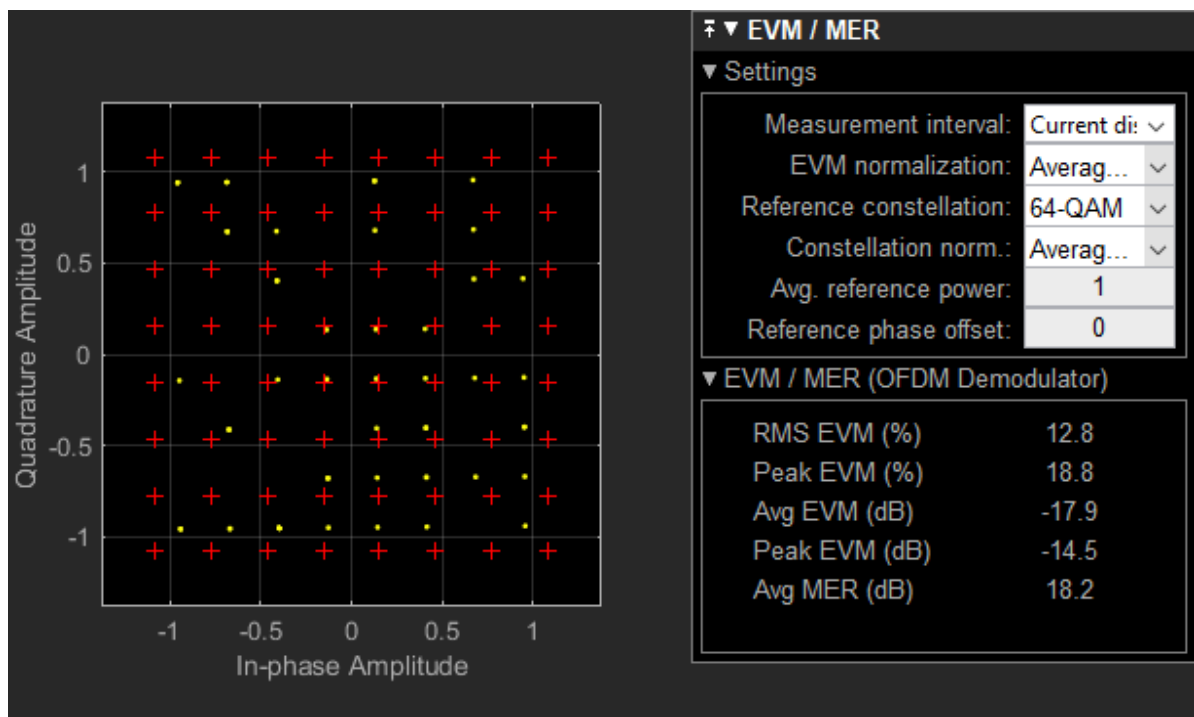 EVM / MER
Settings
Measurement interval: Current di:
EVM normalization: Averag...
Reference constellation: 64-QAM
Constellation norm.: Averag...
Avg. reference power: 1
Reference phase offset: 0
EVM / MER (OFDM Demodulator)
RMS EVM (%) 12.8
Peak EVM (%) 18.8
Avg EVM (dB) -17.9
Peak EVM (dB) -14.5
Avg MER (dB) 18.2
Quadrature Amplitude
1
0.5
0
-0.5
-1
-1 -0.5 0 0.5 1
In-phase Amplitude